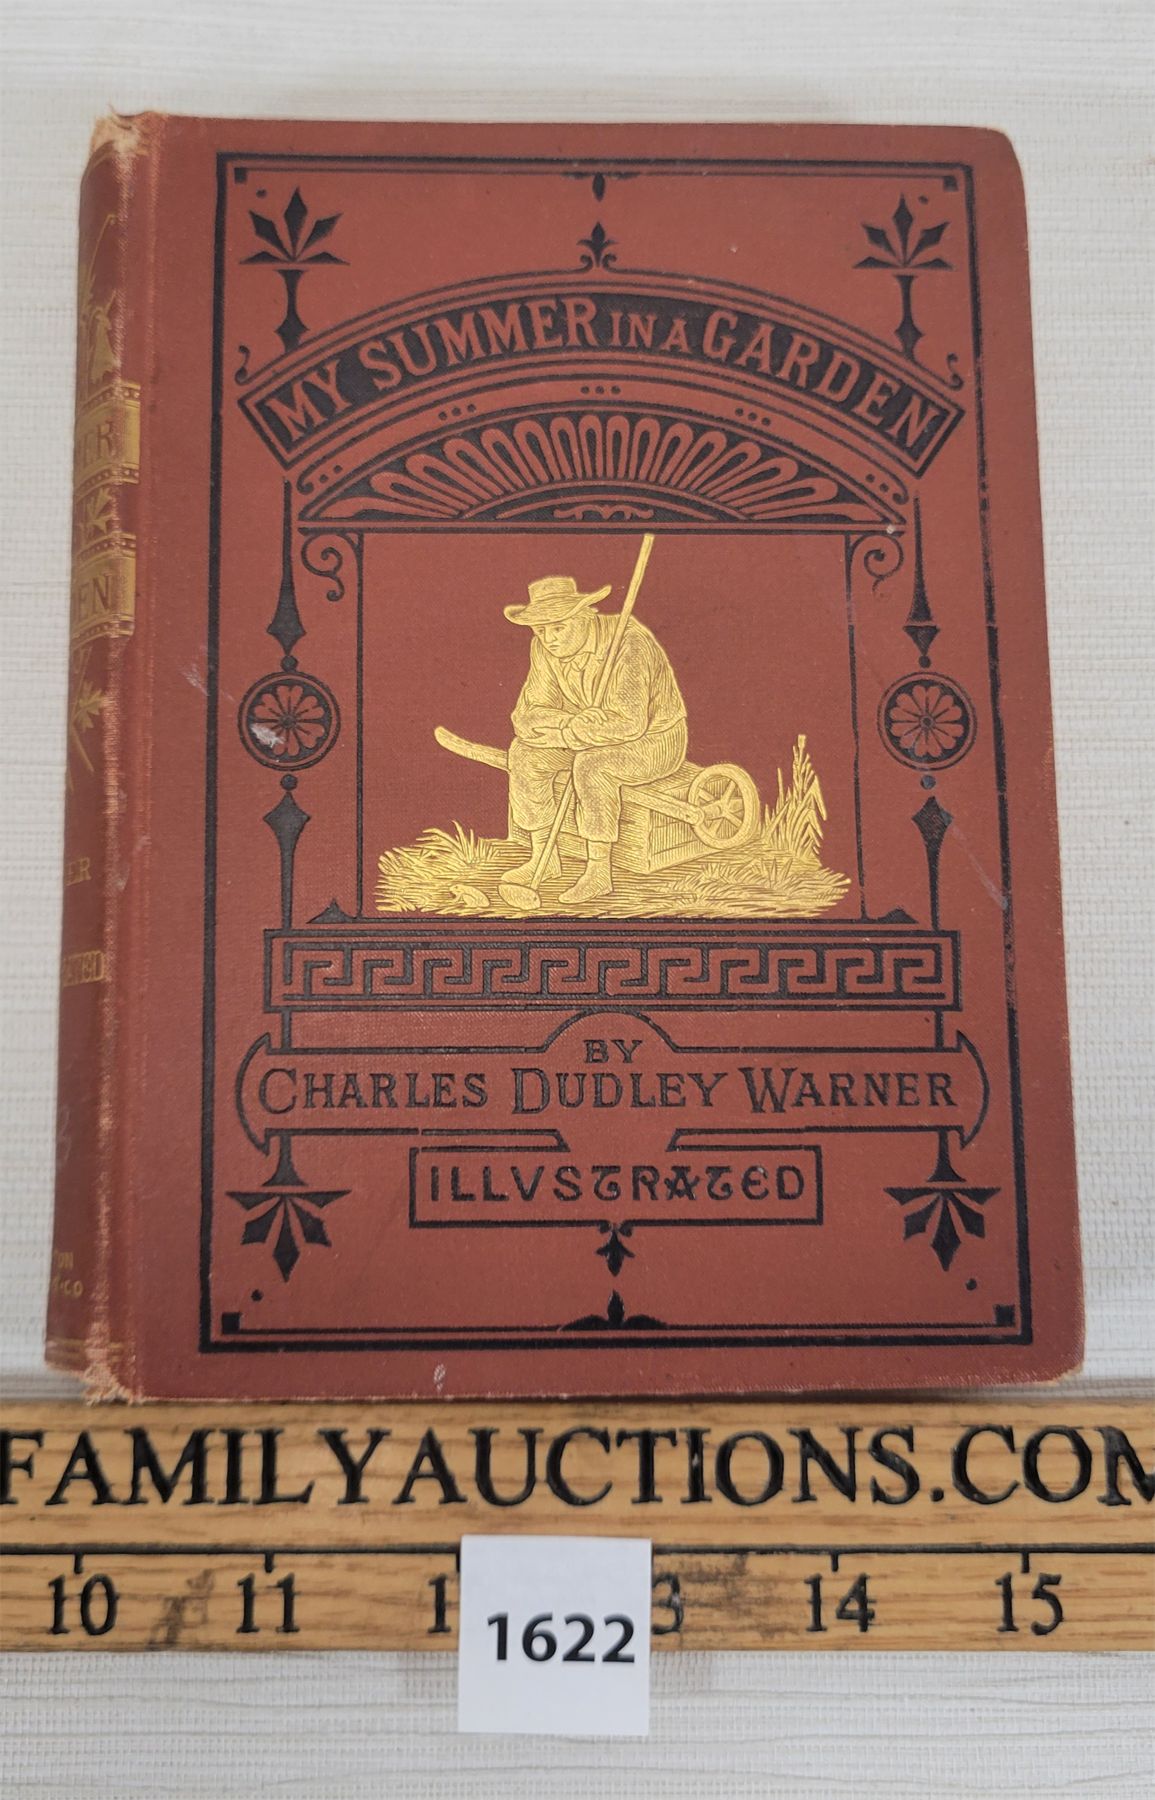 MY SUMMER IN A GARDEN
BY
CHARLES DUDLEY WARNER
ILLVSTRATED
FAMILYAUCTIONS.COM
10 11 14 15
1622